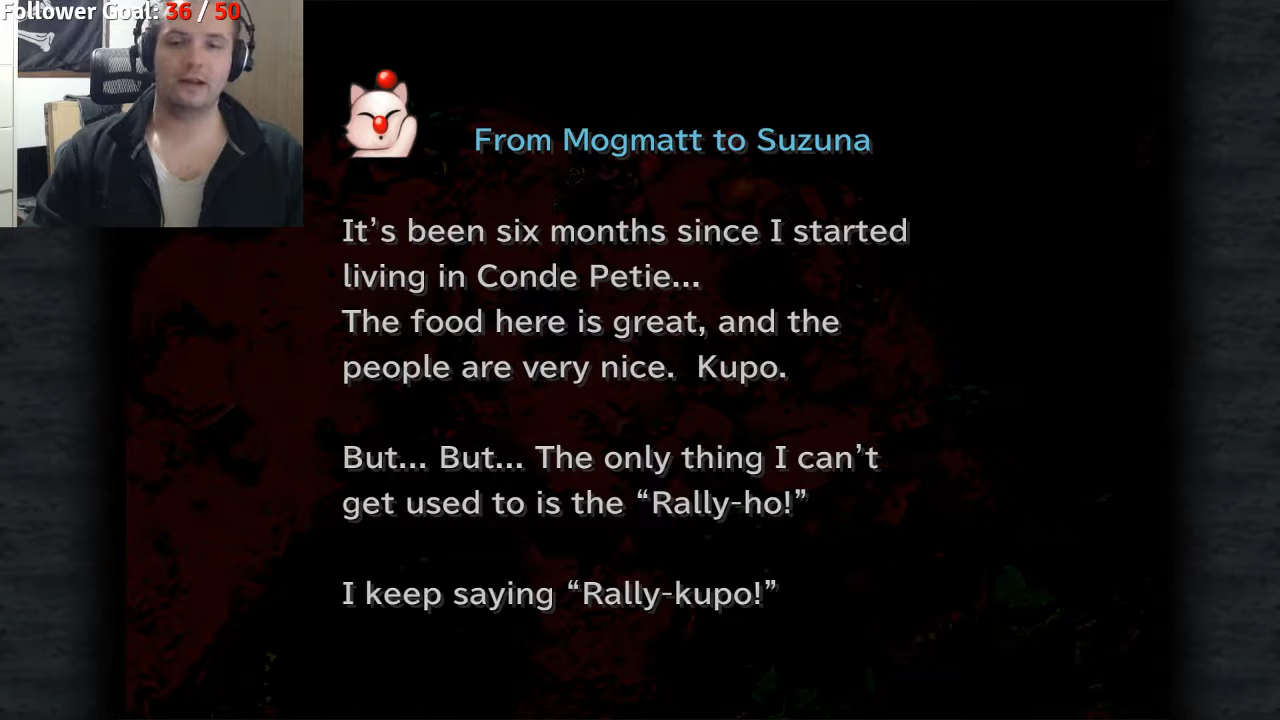 Follower Goal: 36 / 50
From Mogmatt to Suzuna
It's been six months since I started
living in Conde Petie...
The food here is great, and the
people are very nice.  Kupo.
But... But... The only thing I can't
get used to is the “Rally-ho!”
I keep saying “Rally-kupo!”